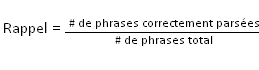 Rappel = # de phrases correctement parsées
# de phrases total